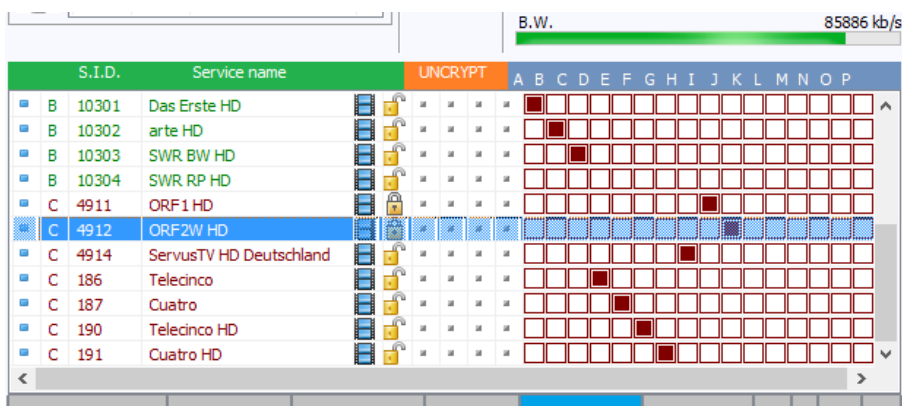 B.W. 85886 kb/s
S.I.D. Service name UNCRYPT A B C D E F G H I J K L M N O P
B 10301 Das Erste HD
B 10302 arte HD
B 10303 SWR BW HD
B 10304 SWR RP HD
C 4911 ORF1 HD
C 4912 ORF2W HD
C 4914 ServusTV HD Deutschland
C 186 Telecinco
C 187 Cuatro
C 190 Telecinco HD
C 191 Cuatro HD